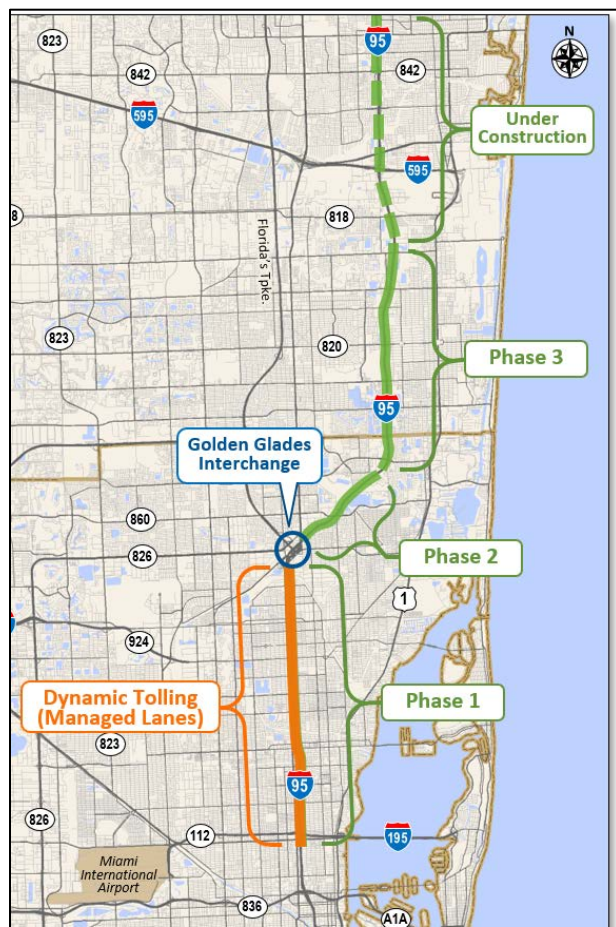 823
95
N
842
842
595
Under
Construction
595
8
818
Florida's Tpke.
823
820
Phase 3
95
Golden Glades
Interchange
860
826
Phase 2
1
924
Dynamic Tolling
(Managed Lanes)
Phase 1
823
95
826
112
195
Miami
International
Airport
836
A1A